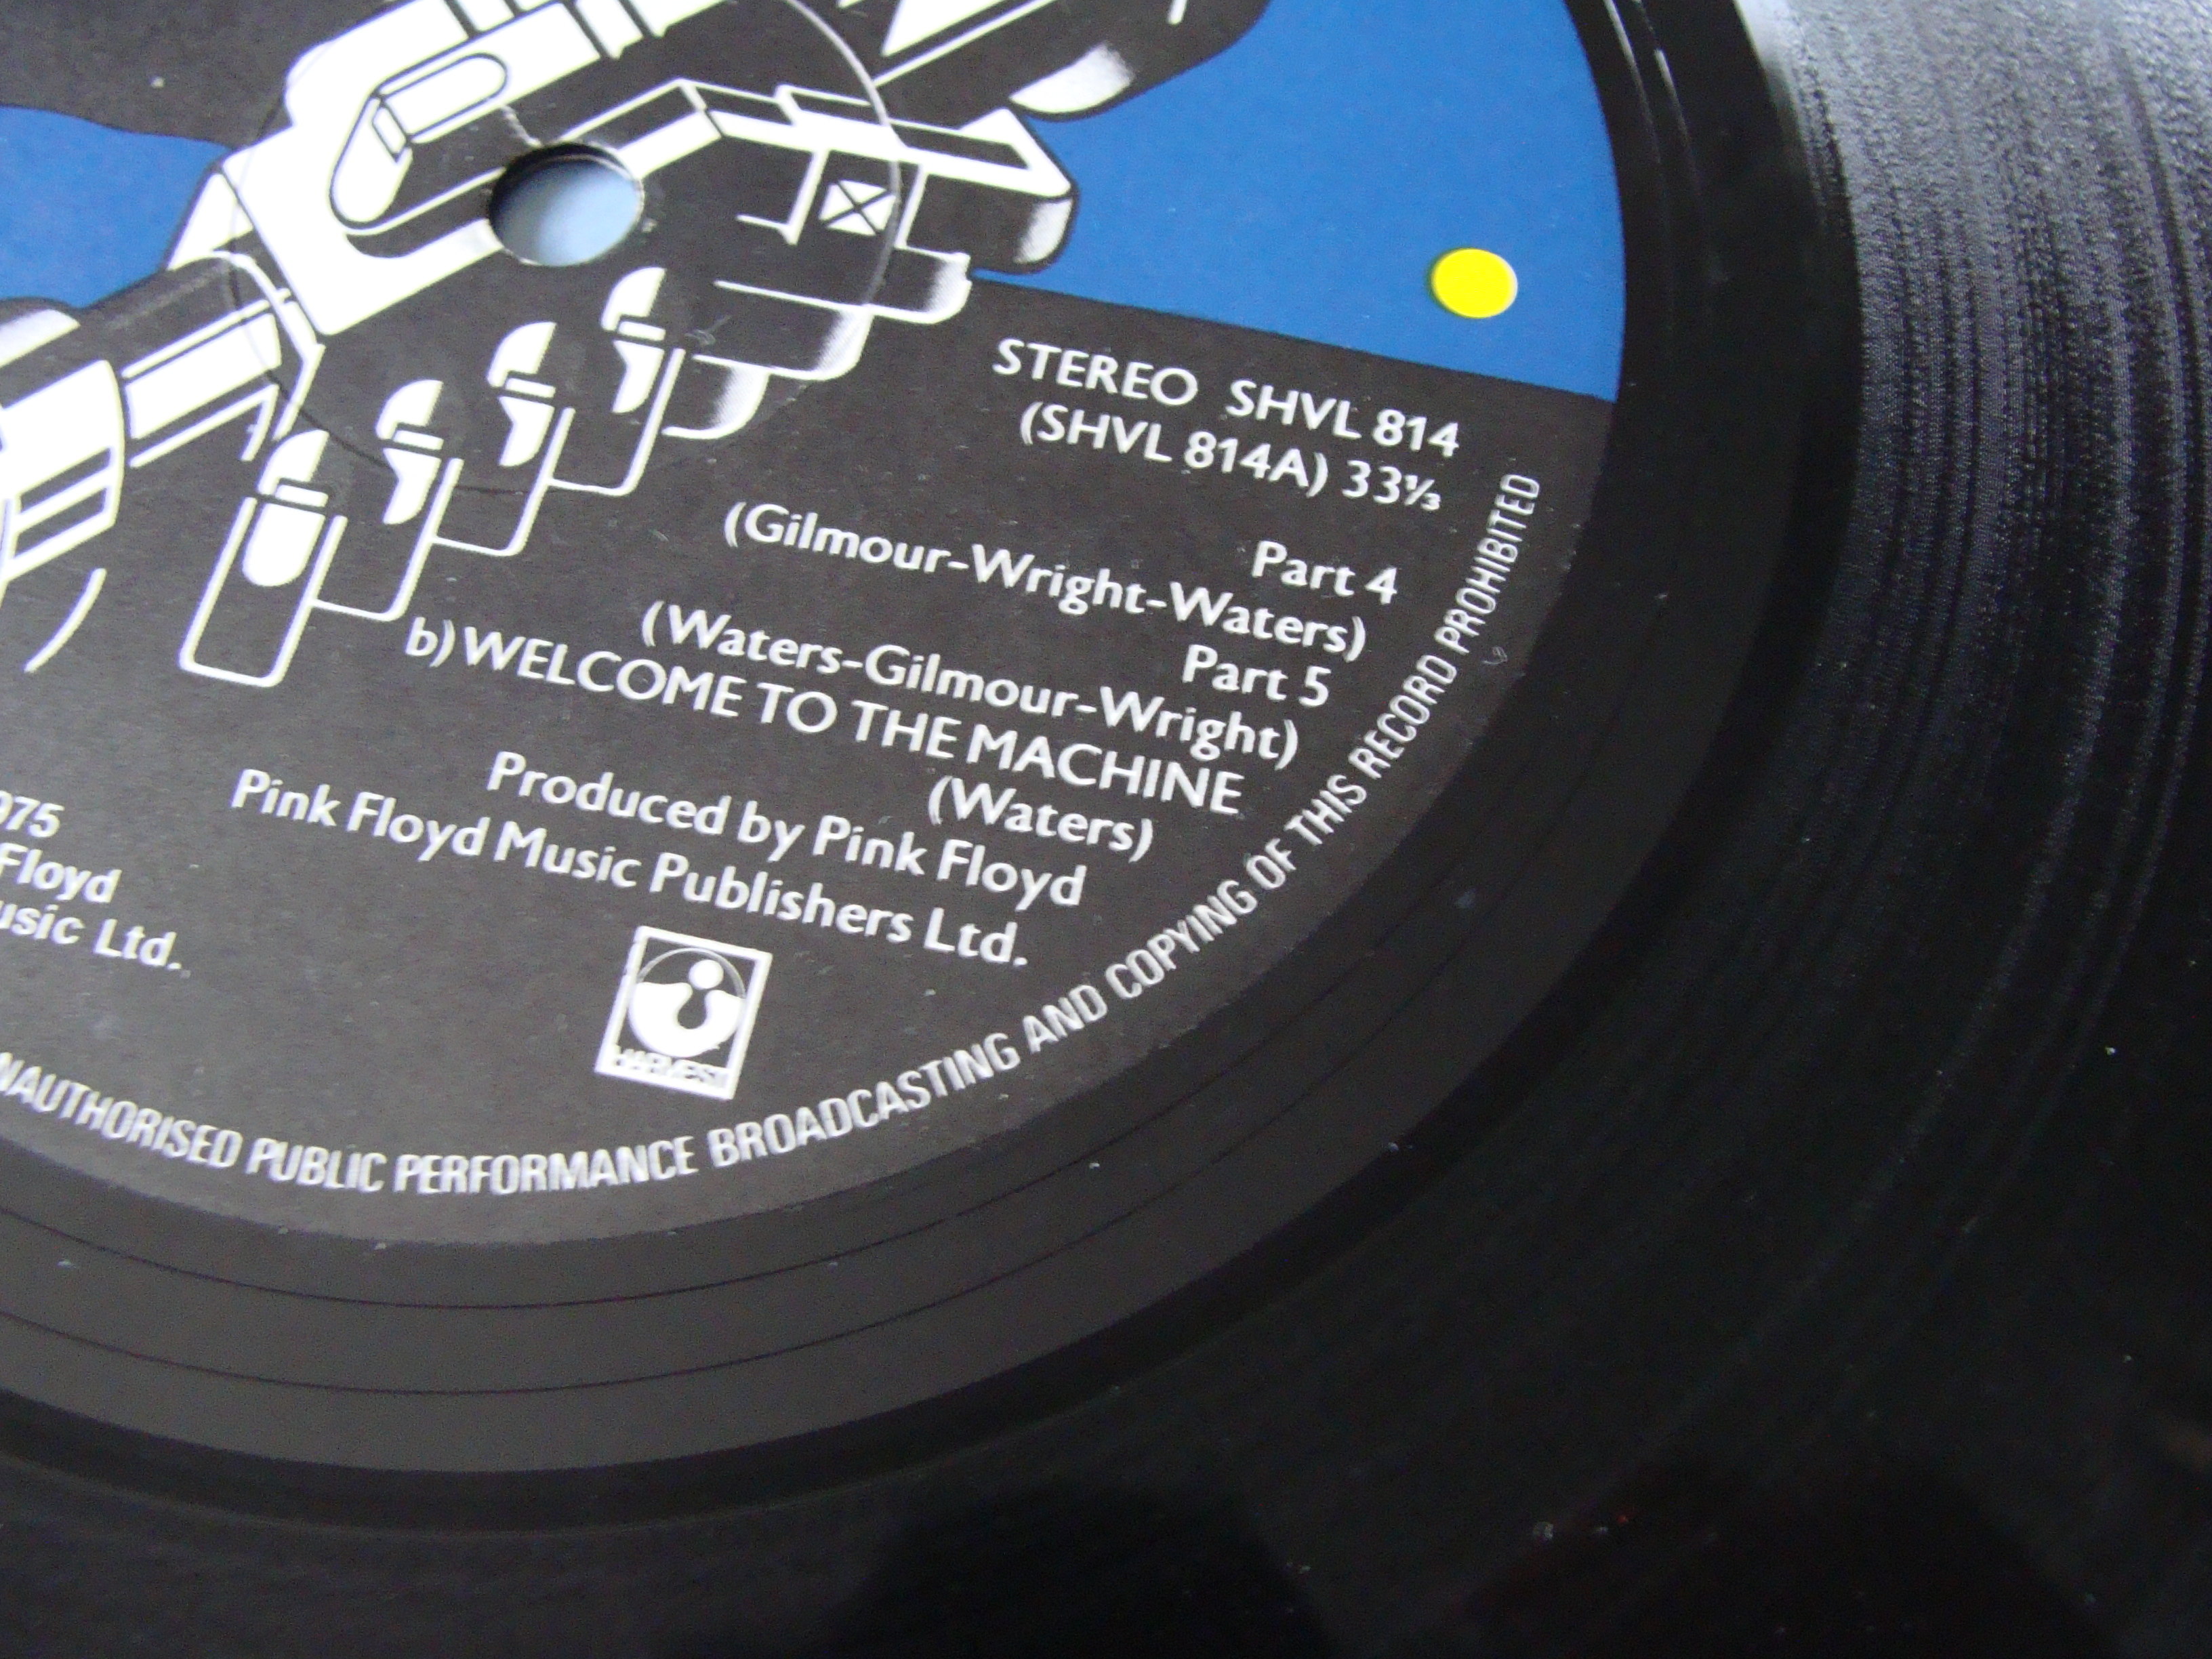 STEREO SHVL 814
(SHVL 814A) 33⅓
Part 4
(Gilmour-Wright-Waters)
Part 5
(Waters-Gilmour-Wright)
b) WELCOME TO THE MACHINE
(Waters)
Produced by Pink Floyd
Pink Floyd Music Publishers Ltd.
975
Floyd
usic Ltd.
HARVEST
NAUTHORISED PUBLIC PERFORMANCE BROADCASTING AND COPYING OF THIS RECORD PROHIBITED